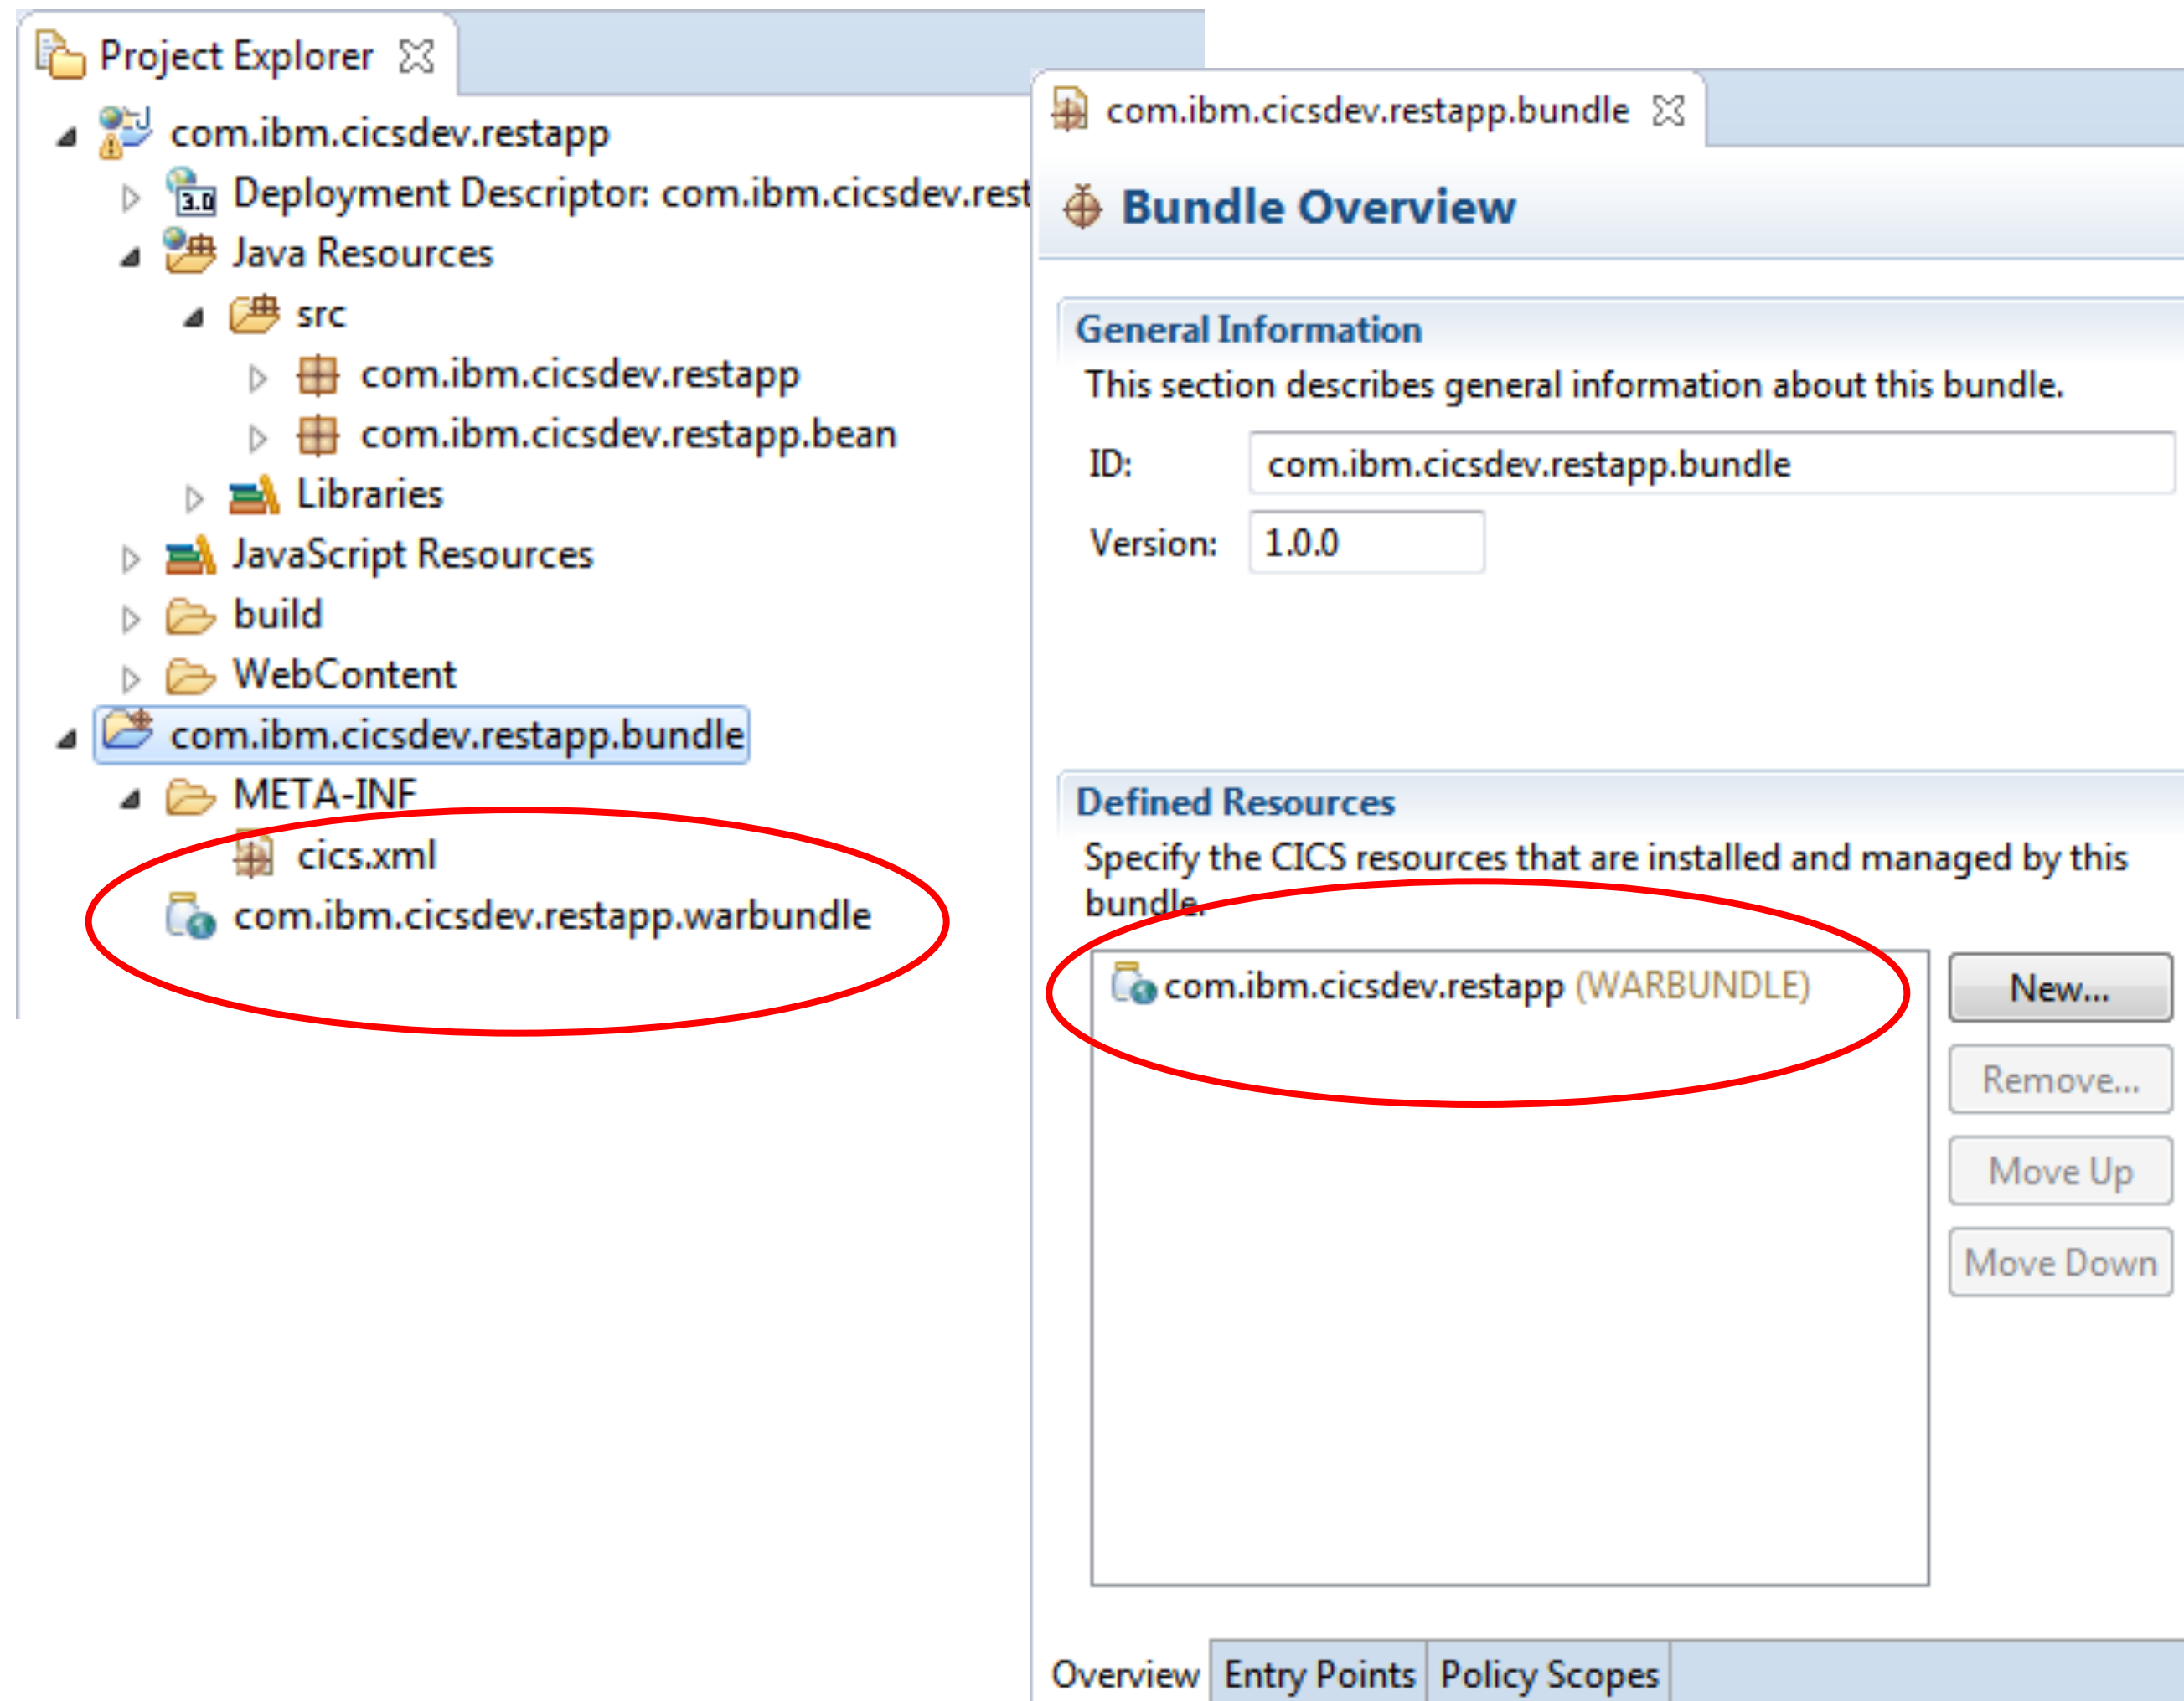 Project Explorer
com.ibm.cicsdev.restapp
3.0 Deployment Descriptor: com.ibm.cicsdev.rest
Java Resources
src
com.ibm.cicsdev.restapp
com.ibm.cicsdev.restapp.bean
Libraries
JavaScript Resources
build
WebContent
com.ibm.cicsdev.restapp.bundle
META-INF
cics.xml
com.ibm.cicsdev.restapp.warbundle
com.ibm.cicsdev.restapp.bundle
Bundle Overview
General Information
This section describes general information about this bundle.
ID: com.ibm.cicsdev.restapp.bundle
Version: 1.0.0
Defined Resources
Specify the CICS resources that are installed and managed by this
bundle.
com.ibm.cicsdev.restapp (WARBUNDLE)
New...
Remove...
Move Up
Move Down
Overview Entry Points Policy Scopes